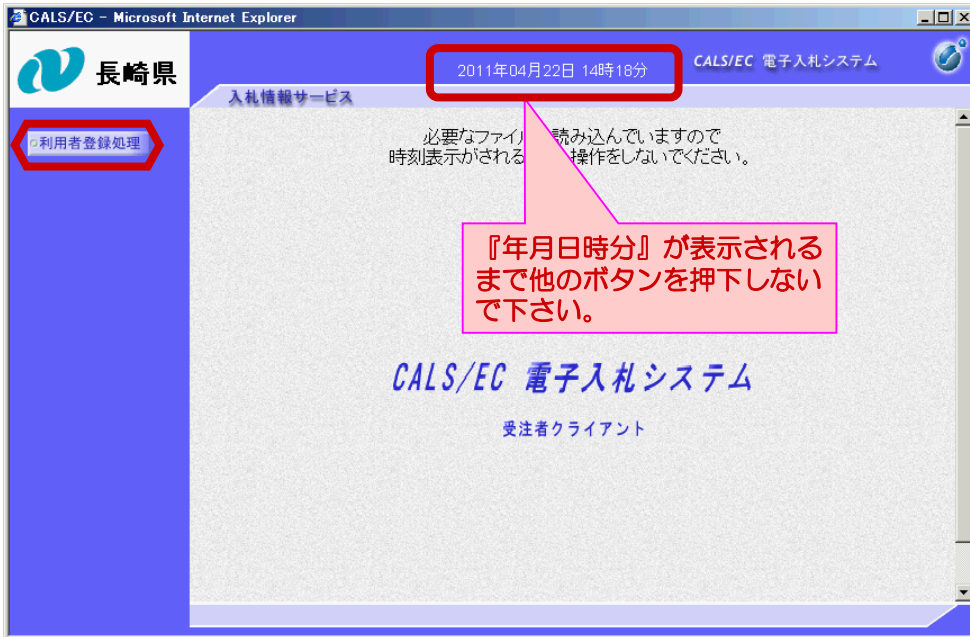 CALS/EC - Microsoft Internet Explorer
長崎県
2011年04月22日 14時18分
CALS/EC 電子入札システム
入札情報サービス
利用者登録処理
必要なファイル 読み込んでいますので
時刻表示がされる 操作をしないでください。
『年月日時分』が表示される
まで他のボタンを押下しない
で下さい。
CALS/EC 電子入札システム
受注者クライアント